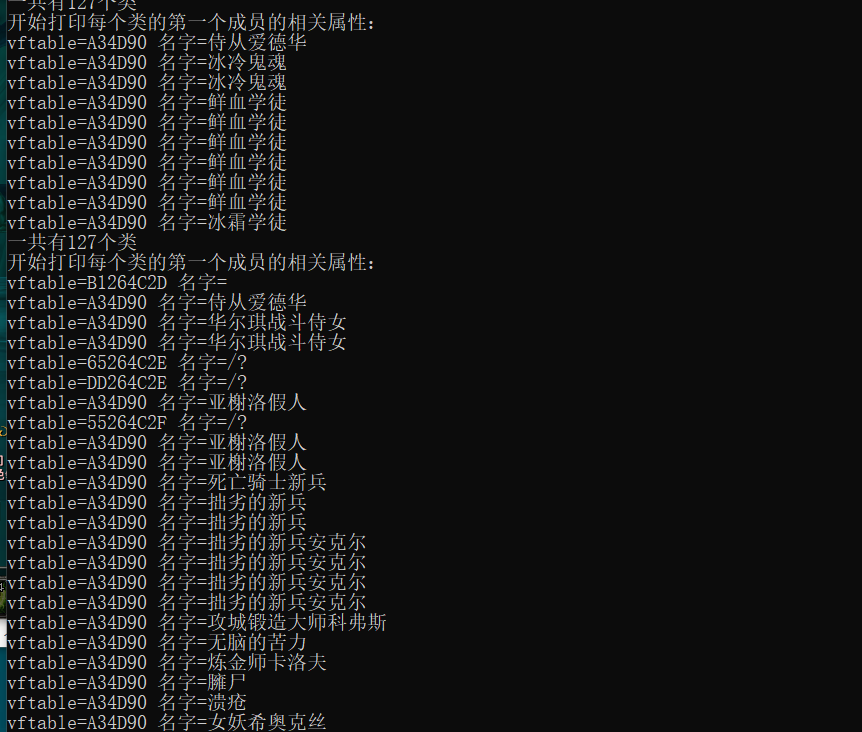 一共有127个类
开始打印每个类的第一个成员的相关属性：
vftable=A34D90 名字=侍从爱德华
vftable=A34D90 名字=冰冷鬼魂
vftable=A34D90 名字=冰冷鬼魂
vftable=A34D90 名字=鲜血学徒
vftable=A34D90 名字=鲜血学徒
vftable=A34D90 名字=鲜血学徒
vftable=A34D90 名字=鲜血学徒
vftable=A34D90 名字=鲜血学徒
vftable=A34D90 名字=鲜血学徒
vftable=A34D90 名字=冰霜学徒
一共有127个类
开始打印每个类的第一个成员的相关属性：
vftable=B1264C2D 名字=
vftable=A34D90 名字=侍从爱德华
vftable=A34D90 名字=华尔琪战斗侍女
vftable=A34D90 名字=华尔琪战斗侍女
vftable=65264C2E 名字=/?
vftable=DD264C2E 名字=/?
vftable=A34D90 名字=亚榭洛假人
vftable=55264C2F 名字=/?
vftable=A34D90 名字=亚榭洛假人
vftable=A34D90 名字=亚榭洛假人
vftable=A34D90 名字=死亡骑士新兵
vftable=A34D90 名字=拙劣的新兵
vftable=A34D90 名字=拙劣的新兵
vftable=A34D90 名字=拙劣的新兵安克尔
vftable=A34D90 名字=拙劣的新兵安克尔
vftable=A34D90 名字=拙劣的新兵安克尔
vftable=A34D90 名字=拙劣的新兵安克尔
vftable=A34D90 名字=攻城锻造大师科弗斯
vftable=A34D90 名字=无脑的苦力
vftable=A34D90 名字=炼金师卡洛夫
vftable=A34D90 名字=臃尸
vftable=A34D90 名字=溃疮
vftable=A34D90 名字=女妖希奥克丝